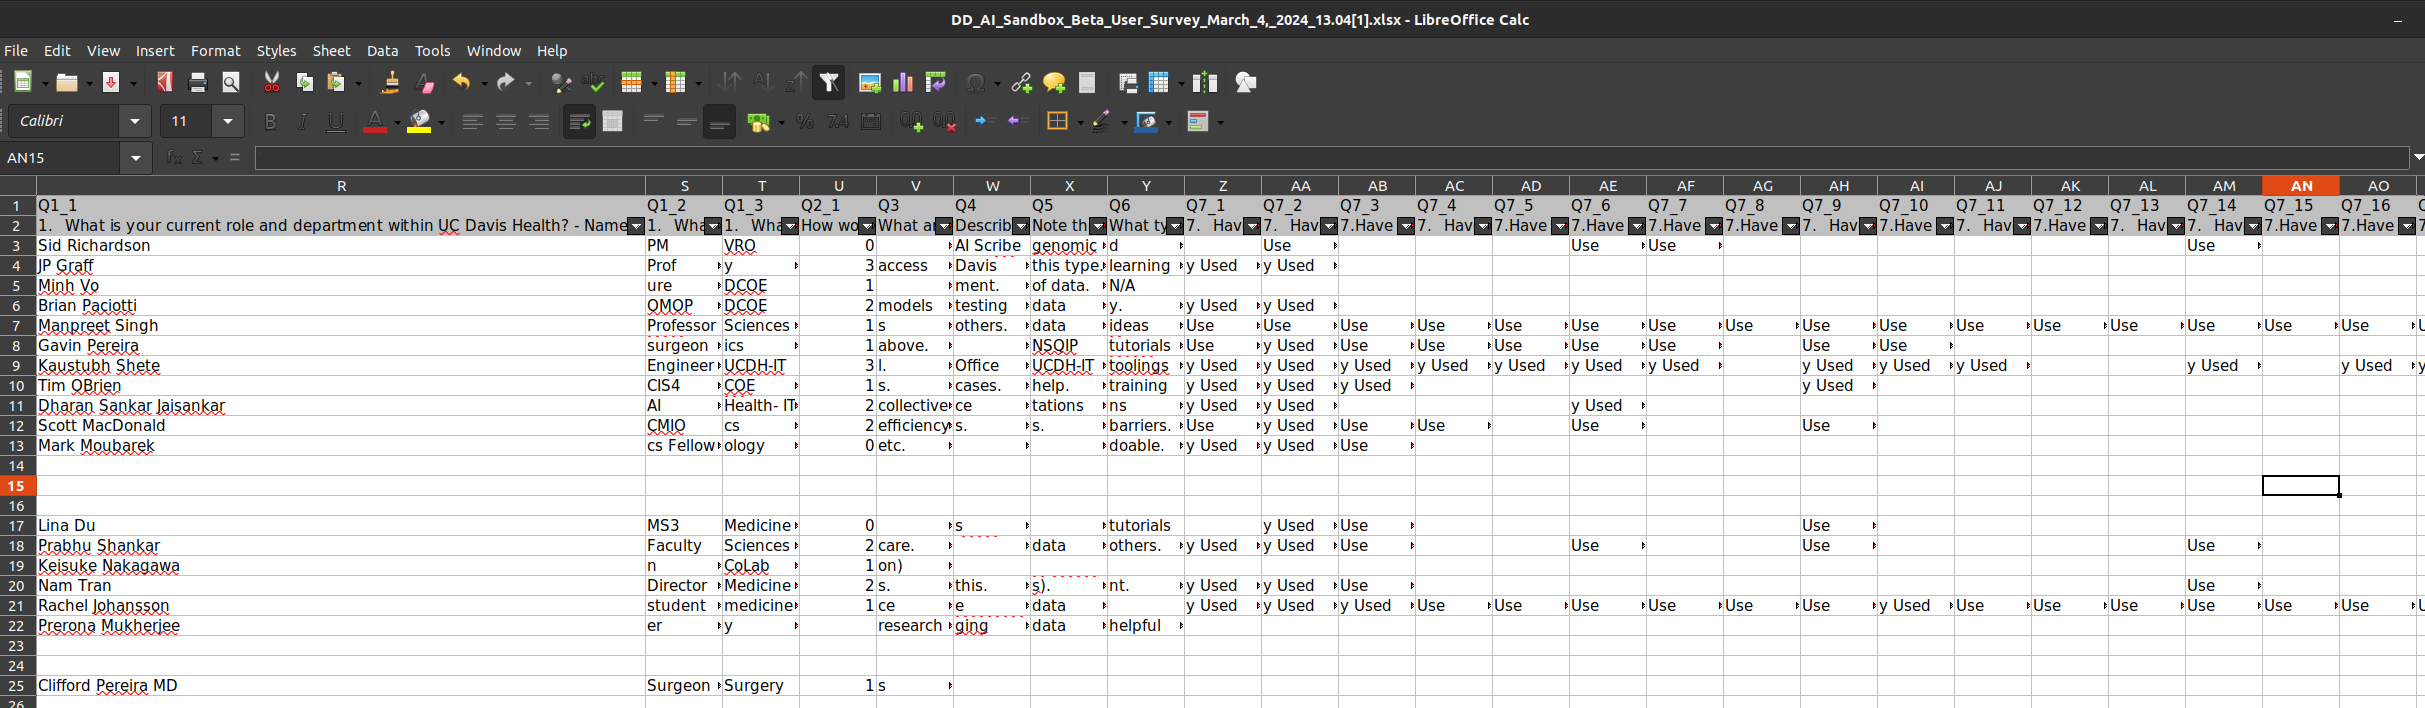 DD_AI_Sandbox_Beta_User_Survey_March_4,_2024_13.04[1].xlsx - LibreOffice Calc
File Edit View Insert Format Styles Sheet Data Tools Window Help
Calibri 11
AN15
R S T U V W X Y Z AA AB AC AD AE AF AG AH AI AJ AK AL AM AN AO
1 Q1_1 Q1_2 Q1_3 Q2_1 Q3 Q4 Q5 Q6 Q7_1 Q7_2 Q7_3 Q7_4 Q7_5 Q7_6 Q7_7 Q7_8 Q7_9 Q7_10 Q7_11 Q7_12 Q7_13 Q7_14 Q7_15 Q7_16
2 1. What is your current role and department within UC Davis Health? - Name 1. Wha 1. Wha How wo What a Describ Note th What ty 7. Hav 7. Hav 7.Have 7. Hav 7.Have 7.Have 7.Have 7.Have 7. Hav 7. Hav 7. Hav 7.Have 7. Hav 7. Hav 7.Have 7.Have
3 Sid Richardson PM VRO 0 AI Scribe genomic d Use Use Use Use
4 JP Graff Prof y 3 access Davis this type. learning y Used y Used
5 Minh Vo ure DCOE 1 ment. of data. N/A
6 Brian Paciotti OMOP DCOE 2 models testing data y. y Used y Used
7 Manpreet Singh Professor Sciences 1 s others. data ideas Use Use Use Use Use Use Use Use Use Use Use Use Use Use Use Use
8 Gavin Pereira surgeon ics 1 above. NSQIP tutorials Use y Used Use Use Use Use Use Use Use
9 Kaustubh Shete Engineer UCDH-IT 3 l. Office UCDH-IT toolings y Used y Used y Used y Used y Used y Used y Used y Used y Used y Used y Used y Used
10 Tim OBrien CIS4 COE 1 s. cases. help. training y Used y Used y Used y Used
11 Dharan Sankar Jaisankar AI Health- IT 2 collective ce tations ns y Used y Used y Used
12 Scott MacDonald CMIO cs 2 efficiency s. s. barriers. Use y Used Use Use Use Use
13 Mark Moubarek cs Fellow ology 0 etc. doable. y Used y Used Use
14
15
16
17 Lina Du MS3 Medicine 0 s tutorials y Used Use Use
18 Prabhu Shankar Faculty Sciences 2 care. data others. y Used y Used Use Use Use Use
19 Keisuke Nakagawa n CoLab 1 on)
20 Nam Tran Director Medicine 2 s. this. s). nt. y Used y Used Use Use
21 Rachel Johansson student medicine 1 ce e data y Used y Used y Used Use Use Use Use Use Use y Used Use Use Use Use Use Use
22 Prerona Mukherjee er y research ging data helpful
23
24
25 Clifford Pereira MD Surgeon Surgery 1 s
26